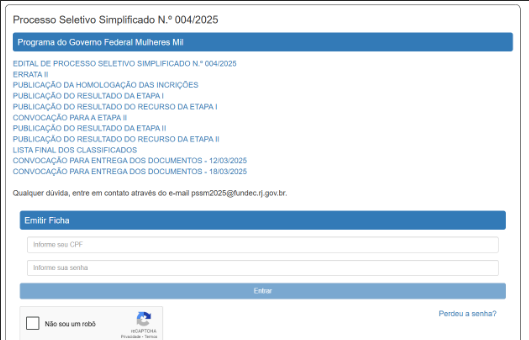 Processo Seletivo Simplificado N.º 004/2025
Programa do Governo Federal Mulheres Mil
EDITAL DE PROCESSO SELETIVO SIMPLIFICADO N.º 004/2025
ERRATA II
PUBLICAÇÃO DA HOMOLOGAÇÃO DAS INCRIÇÕES
PUBLICAÇÃO DO RESULTADO DA ETAPA I
PUBLICAÇÃO DO RESULTADO DO RECURSO DA ETAPA I
CONVOCAÇÃO PARA A ETAPA II
PUBLICAÇÃO DO RESULTADO DA ETAPA II
PUBLICAÇÃO DO RESULTADO DO RECURSO DA ETAPA II
LISTA FINAL DOS CLASSIFICADOS
CONVOCAÇÃO PARA ENTREGA DOS DOCUMENTOS - 12/03/2025
CONVOCAÇÃO PARA ENTREGA DOS DOCUMENTOS - 18/03/2025
Qualquer dúvida, entre em contato através do e-mail pssm2025@fundec.rj.gov.br.
Emitir Ficha
Informe seu CPF
Informe sua senha
Entrar
Perdeu a senha?
Não sou um robô
reCAPTCHA
Privacidade - Termos